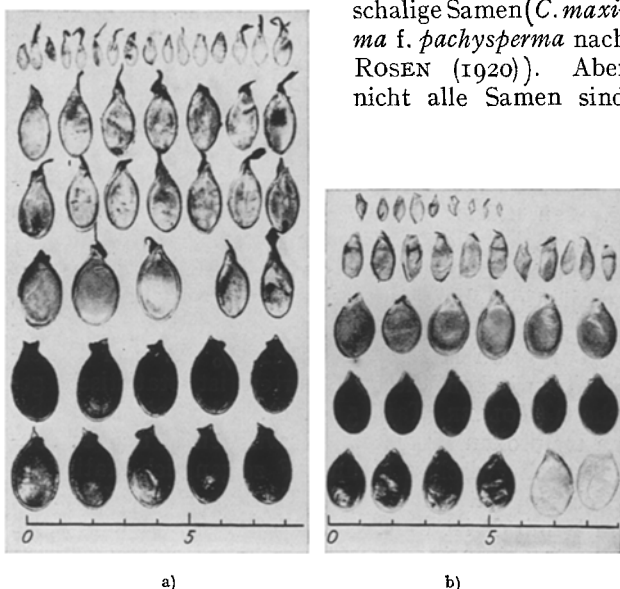 schalige Samen (C. maxi-
ma f. pachysperma nach
ROSEN (1920)). Aber
nicht alle Samen sind
0 5
0 5
a) b)